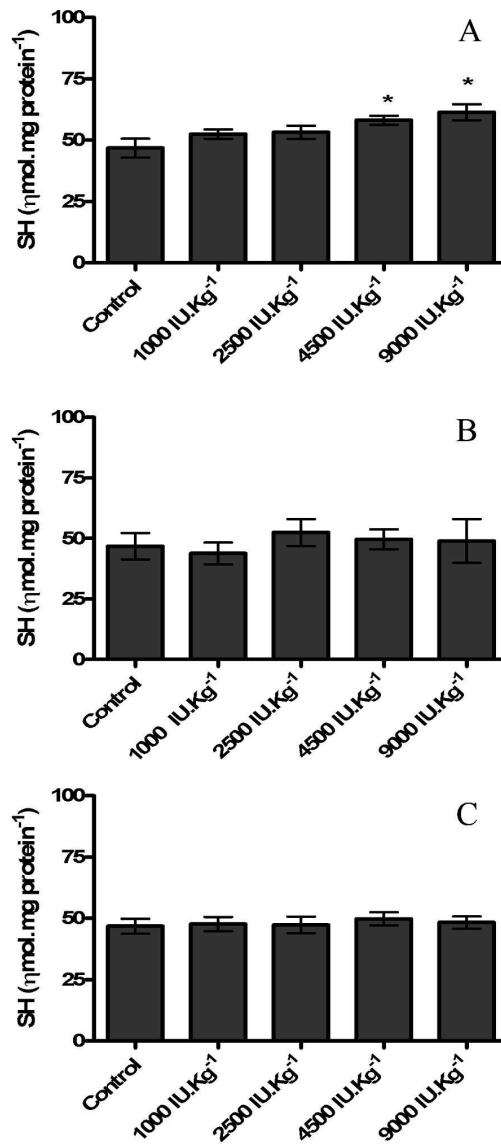 A
100
75
50
25
0
SH (ηmol.mg protein⁻¹)
* *
Control
1000 IU.Kg⁻¹
2500 IU.Kg⁻¹
4500 IU.Kg⁻¹
9000 IU.Kg⁻¹
B
100
75
50
25
0
SH (ηmol.mg protein⁻¹)
Control
1000 IU.Kg⁻¹
2500 IU.Kg⁻¹
4500 IU.Kg⁻¹
9000 IU.Kg⁻¹
C
100
75
50
25
0
SH (ηmol.mg protein⁻¹)
Control
1000 IU.Kg⁻¹
2500 IU.Kg⁻¹
4500 IU.Kg⁻¹
9000 IU.Kg⁻¹